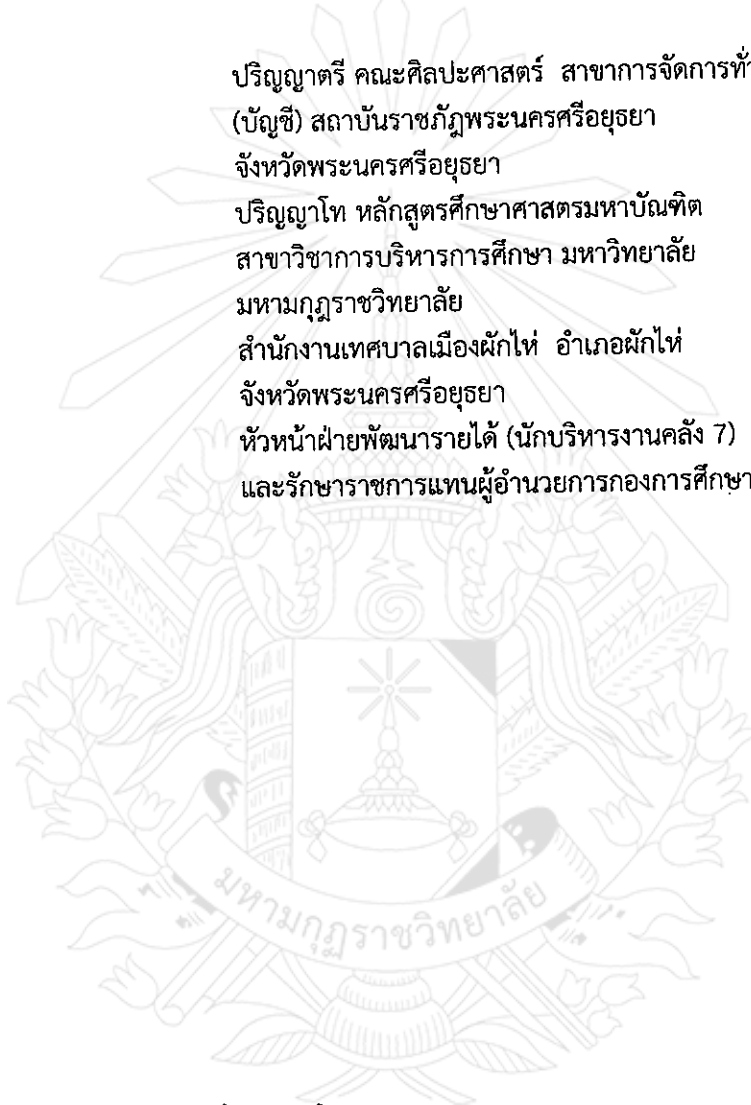 ปริญญาตรี คณะศิลปะศาสตร์ สาขาการจัดการทั่
(บัญชี) สถาบันราชภัฏพระนครศรีอยุธยา
จังหวัดพระนครศรีอยุธยา
ปริญญาโท หลักสูตรศึกษาศาสตรมหาบัณฑิต
สาขาวิชาการบริหารการศึกษา มหาวิทยาลัย
มหามกุฏราชวิทยาลัย
สำนักงานเทศบาลเมืองผักไห่ อำเภอผักไห่
จังหวัดพระนครศรีอยุธยา
หัวหน้าฝ่ายพัฒนารายได้ (นักบริหารงานคลัง 7)
และรักษาราชการแทนผู้อำนวยการกองการศึกษา
มหามกุฏราชวิทยาลัย